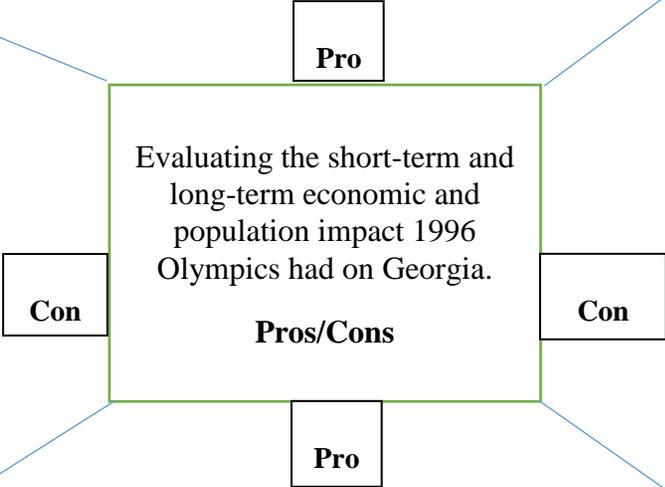 Pro
Evaluating the short-term and
long-term economic and
population impact 1996
Olympics had on Georgia.
Con
Con
Pros/Cons
Pro